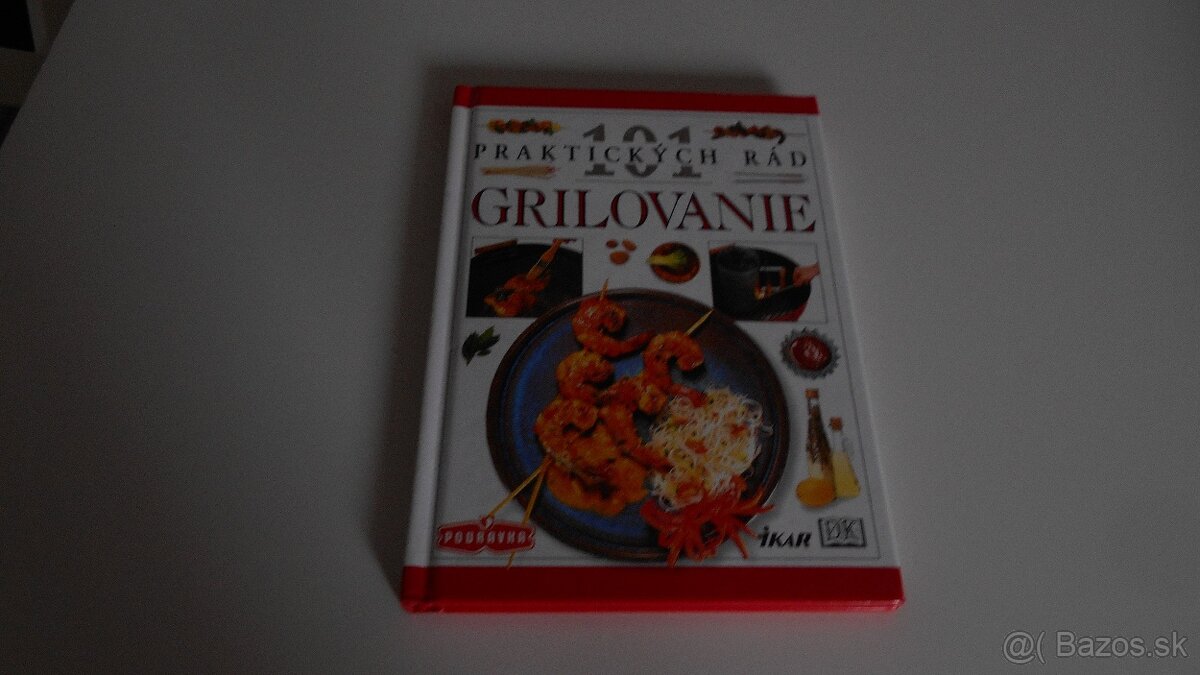 101
PRAKTICKÝCH RÁD
GRILOVANIE
PODRAVKA
IKAR
DK
@( Bazos.sk